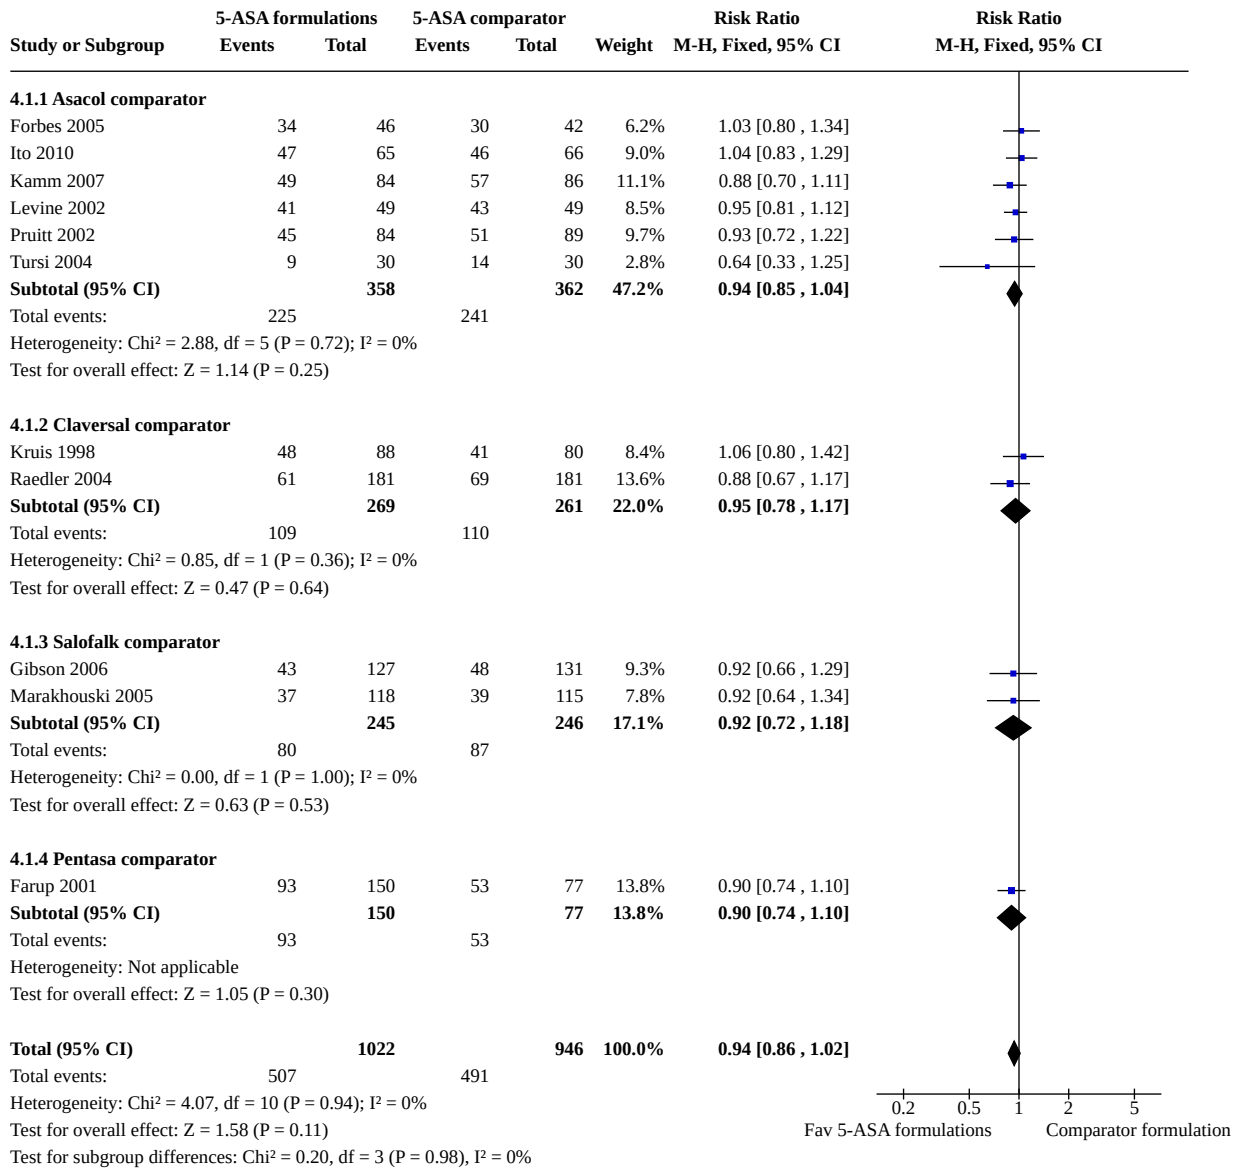 5-ASA formulations 5-ASA comparator Risk Ratio Risk Ratio
Study or Subgroup Events Total Events Total Weight M-H, Fixed, 95% CI M-H, Fixed, 95% CI
4.1.1 Asacol comparator
Forbes 2005 34 46 30 42 6.2% 1.03 [0.80 , 1.34]
Ito 2010 47 65 46 66 9.0% 1.04 [0.83 , 1.29]
Kamm 2007 49 84 57 86 11.1% 0.88 [0.70 , 1.11]
Levine 2002 41 49 43 49 8.5% 0.95 [0.81 , 1.12]
Pruitt 2002 45 84 51 89 9.7% 0.93 [0.72 , 1.22]
Tursi 2004 9 30 14 30 2.8% 0.64 [0.33 , 1.25]
Subtotal (95% CI) 358 362 47.2% 0.94 [0.85 , 1.04]
Total events: 225 241
Heterogeneity: Chi² = 2.88, df = 5 (P = 0.72); I² = 0%
Test for overall effect: Z = 1.14 (P = 0.25)
4.1.2 Claversal comparator
Kruis 1998 48 88 41 80 8.4% 1.06 [0.80 , 1.42]
Raedler 2004 61 181 69 181 13.6% 0.88 [0.67 , 1.17]
Subtotal (95% CI) 269 261 22.0% 0.95 [0.78 , 1.17]
Total events: 109 110
Heterogeneity: Chi² = 0.85, df = 1 (P = 0.36); I² = 0%
Test for overall effect: Z = 0.47 (P = 0.64)
4.1.3 Salofalk comparator
Gibson 2006 43 127 48 131 9.3% 0.92 [0.66 , 1.29]
Marakhouski 2005 37 118 39 115 7.8% 0.92 [0.64 , 1.34]
Subtotal (95% CI) 245 246 17.1% 0.92 [0.72 , 1.18]
Total events: 80 87
Heterogeneity: Chi² = 0.00, df = 1 (P = 1.00); I² = 0%
Test for overall effect: Z = 0.63 (P = 0.53)
4.1.4 Pentasa comparator
Farup 2001 93 150 53 77 13.8% 0.90 [0.74 , 1.10]
Subtotal (95% CI) 150 77 13.8% 0.90 [0.74 , 1.10]
Total events: 93 53
Heterogeneity: Not applicable
Test for overall effect: Z = 1.05 (P = 0.30)
Total (95% CI) 1022 946 100.0% 0.94 [0.86 , 1.02]
Total events: 507 491
Heterogeneity: Chi² = 4.07, df = 10 (P = 0.94); I² = 0% 0.2 0.5 1 2 5
Test for overall effect: Z = 1.58 (P = 0.11) Fav 5-ASA formulations Comparator formulation
Test for subgroup differences: Chi² = 0.20, df = 3 (P = 0.98), I² = 0%